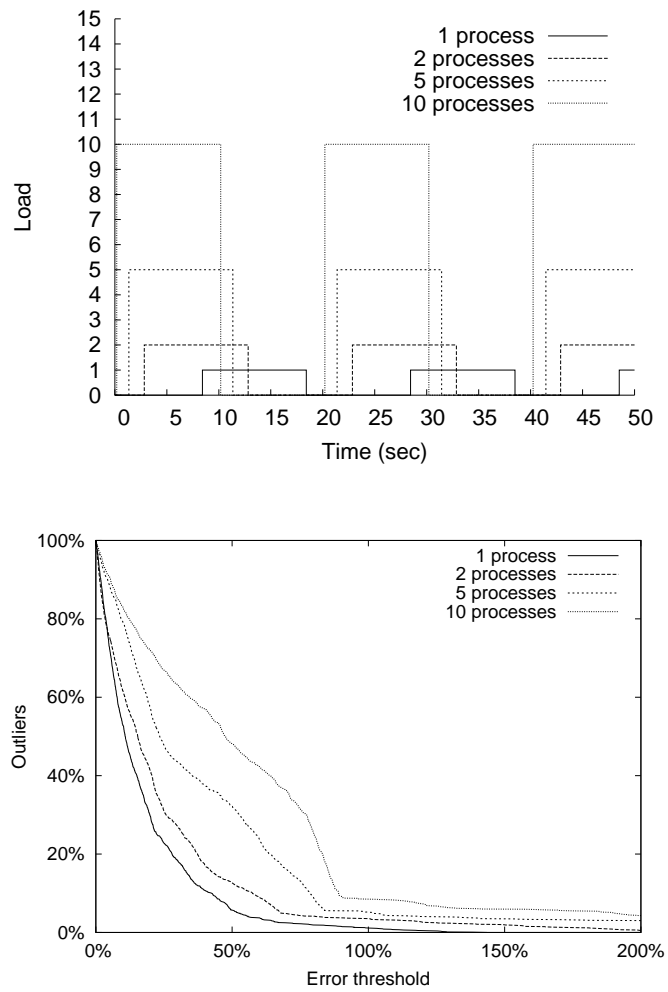 15
14
13
12
11
10
9
8
7
6
5
4
3
2
1
0
Load
1 process
2 processes
5 processes
10 processes
0 5 10 15 20 25 30 35 40 45 50
Time (sec)
100%
80%
60%
40%
20%
0%
Outliers
1 process
2 processes
5 processes
10 processes
0% 50% 100% 150% 200%
Error threshold